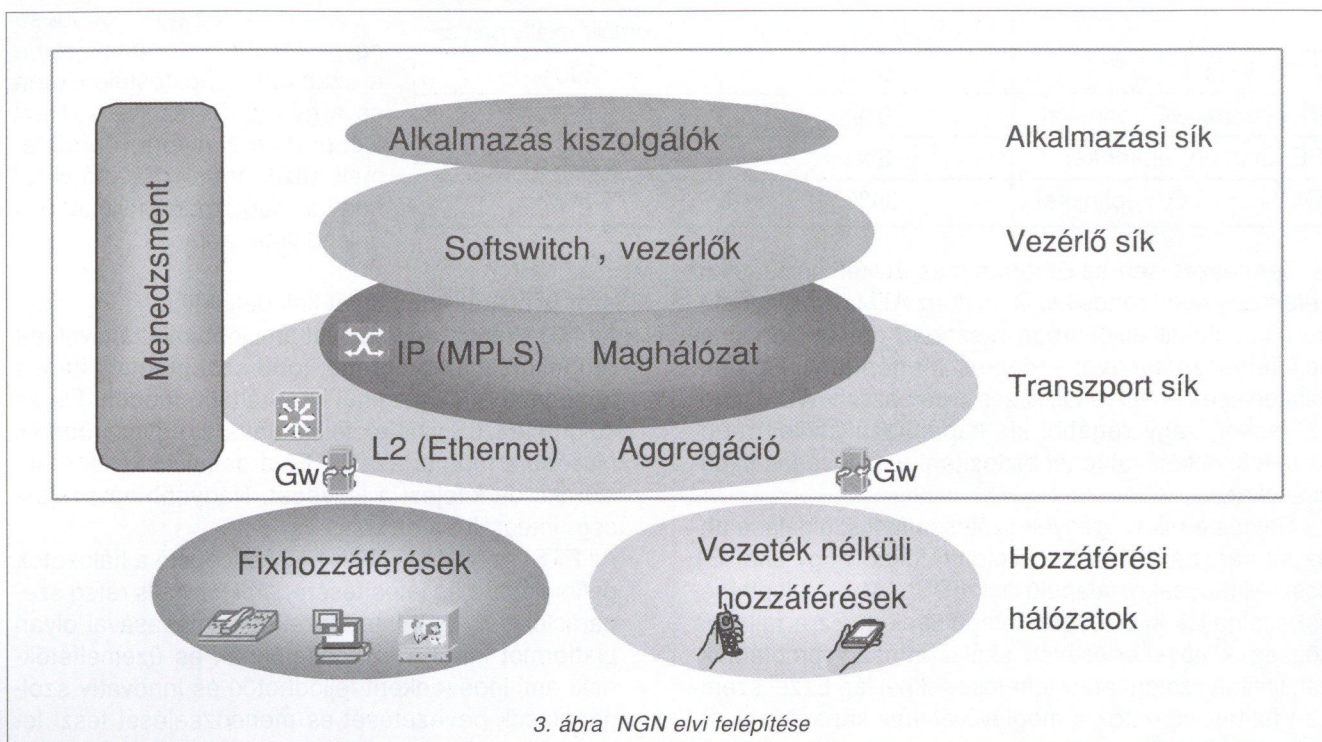 Menedzsment
Alkalmazás kiszolgálók
Alkalmazási sík
Softswitch , vezérlők
Vezérlő sík
IP (MPLS) Maghálózat
Transzport sík
L2 (Ethernet) Aggregáció
Gw
Gw
Fixhozzáférések
Vezeték nélküli
hozzáférések
Hozzáférési
hálózatok
3. ábra NGN elvi felépítése